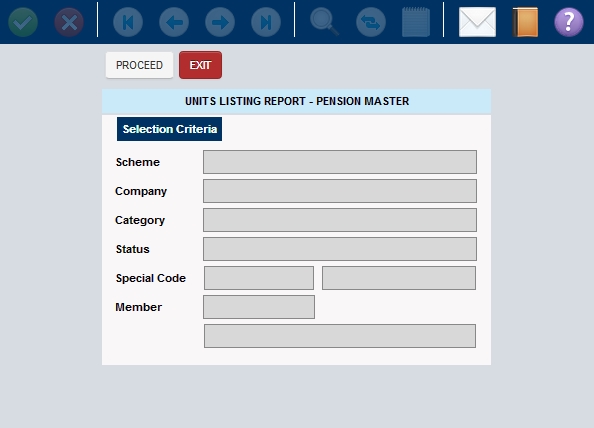 PROCEED EXIT
UNITS LISTING REPORT - PENSION MASTER
Selection Criteria
Scheme
Company
Category
Status
Special Code
Member